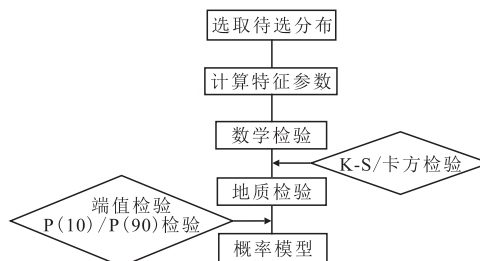 选取待选分布
计算特征参数
数学检验
K-S/卡方检验
地质检验
端值检验
P(10)/P(90)检验
概率模型